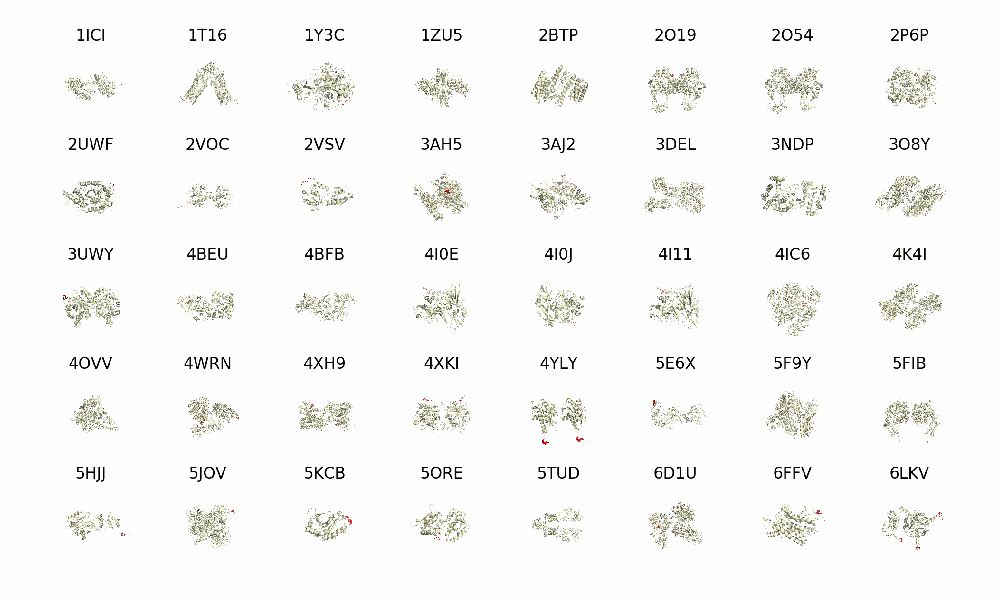 1ICI 1T16 1Y3C 1ZU5 2BTP 2O19 2O54 2P6P
2UWF 2VOC 2VSV 3AH5 3AJ2 3DEL 3NDP 3O8Y
3UWY 4BEU 4BFB 4I0E 4I0J 4I11 4IC6 4K4I
4OVV 4WRN 4XH9 4XKI 4YLY 5E6X 5F9Y 5FIB
5HJJ 5JOV 5KCB 5ORE 5TUD 6D1U 6FFV 6LKV